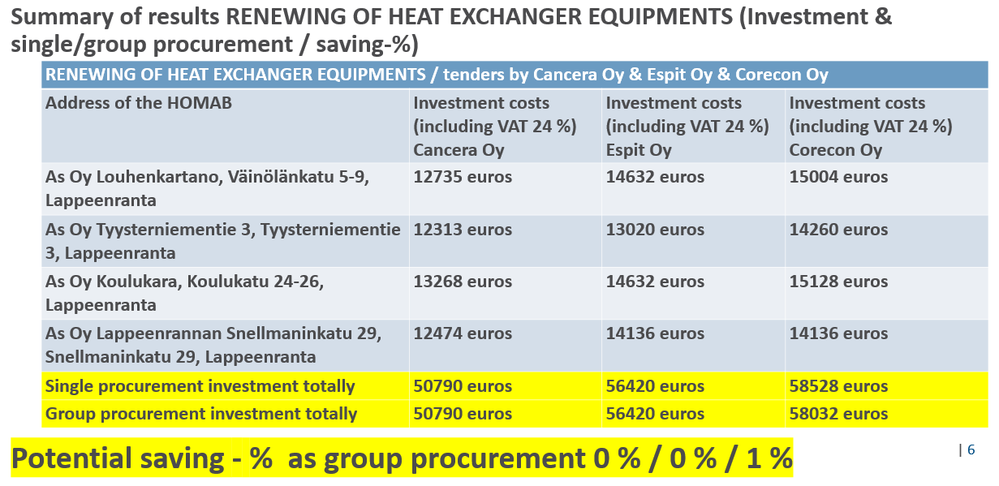 Summary of results RENEWING OF HEAT EXCHANGER EQUIPMENTS (Investment &
single/group procurement / saving-%)
RENEWING OF HEAT EXCHANGER EQUIPMENTS / tenders by Cancera Oy & Espit Oy & Corecon Oy
Address of the HOMAB
Investment costs
(including VAT 24 %)
Cancera Oy
Investment costs
(including VAT 24 %)
Espit Oy
Investment costs
(including VAT 24 %)
Corecon Oy
As Oy Louhenkartano, Väinölänkatu 5-9,
Lappeenranta
12735 euros
14632 euros
15004 euros
As Oy Tyysterniementie 3, Tyysterniementie
3, Lappeenranta
12313 euros
13020 euros
14260 euros
As Oy Koulukara, Koulukatu 24-26,
Lappeenranta
13268 euros
14632 euros
15128 euros
As Oy Lappeenrannan Snellmaninkatu 29,
Snellmaninkatu 29, Lappeenranta
12474 euros
14136 euros
14136 euros
Single procurement investment totally
50790 euros
56420 euros
58528 euros
Group procurement investment totally
50790 euros
56420 euros
58032 euros
Potential saving - % as group procurement 0 % / 0 % / 1 %
| 6